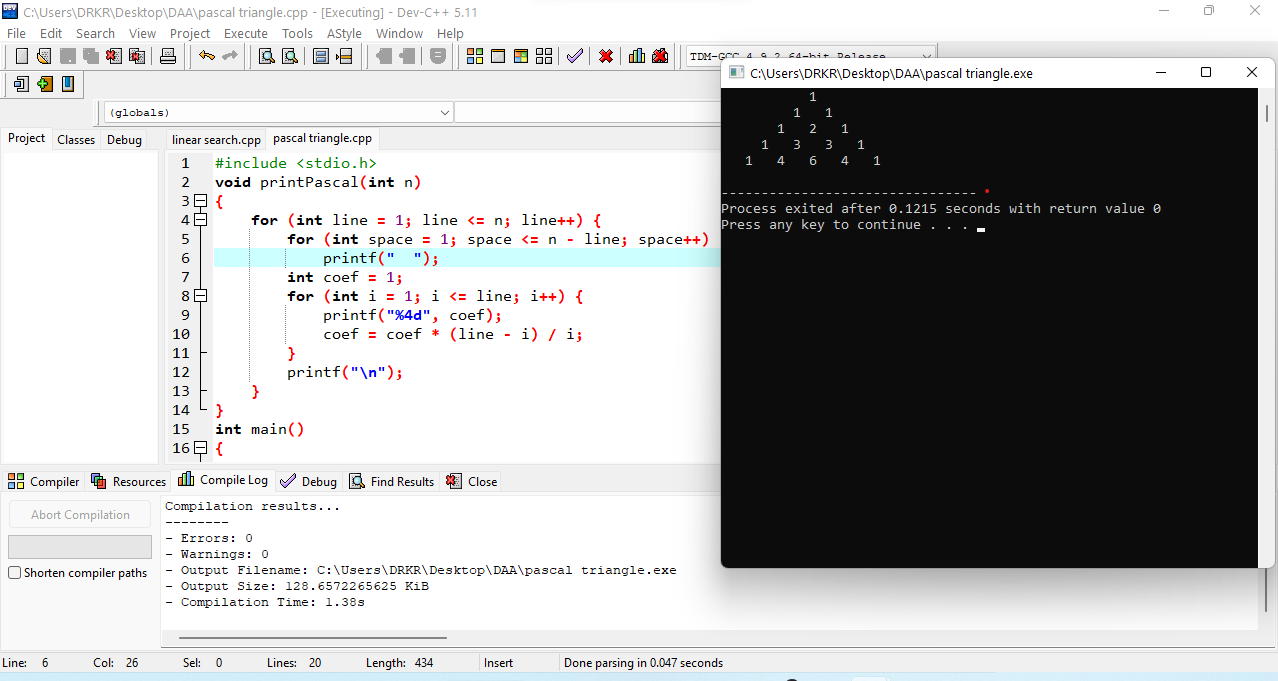 C:\Users\DRKR\Desktop\DAA\pascal triangle.cpp - [Executing] - Dev-C++ 5.11
File Edit Search View Project Execute Tools AStyle Window Help
TDM-GCC 4.9.2 64-bit Release
(globals)
Project Classes Debug
linear search.cpp pascal triangle.cpp
1 #include <stdio.h>
2 void printPascal(int n)
3 {
4 for (int line = 1; line <= n; line++) {
5 for (int space = 1; space <= n - line; space++)
6 printf("  ");
7 int coef = 1;
8 for (int i = 1; i <= line; i++) {
9 printf("%4d", coef);
10 coef = coef * (line - i) / i;
11 }
12 printf("\n");
13 }
14 }
15 int main()
16 {
C:\Users\DRKR\Desktop\DAA\pascal triangle.exe
1
1 1
1 2 1
1 3 3 1
1 4 6 4 1
--------------------------------
Process exited after 0.1215 seconds with return value 0
Press any key to continue . . .
Compiler Resources Compile Log Debug Find Results Close
Abort Compilation
Shorten compiler paths
Compilation results...
--------
- Errors: 0
- Warnings: 0
- Output Filename: C:\Users\DRKR\Desktop\DAA\pascal triangle.exe
- Output Size: 128.6572265625 KiB
- Compilation Time: 1.38s
Line: 6 Col: 26 Sel: 0 Lines: 20 Length: 434 Insert Done parsing in 0.047 seconds